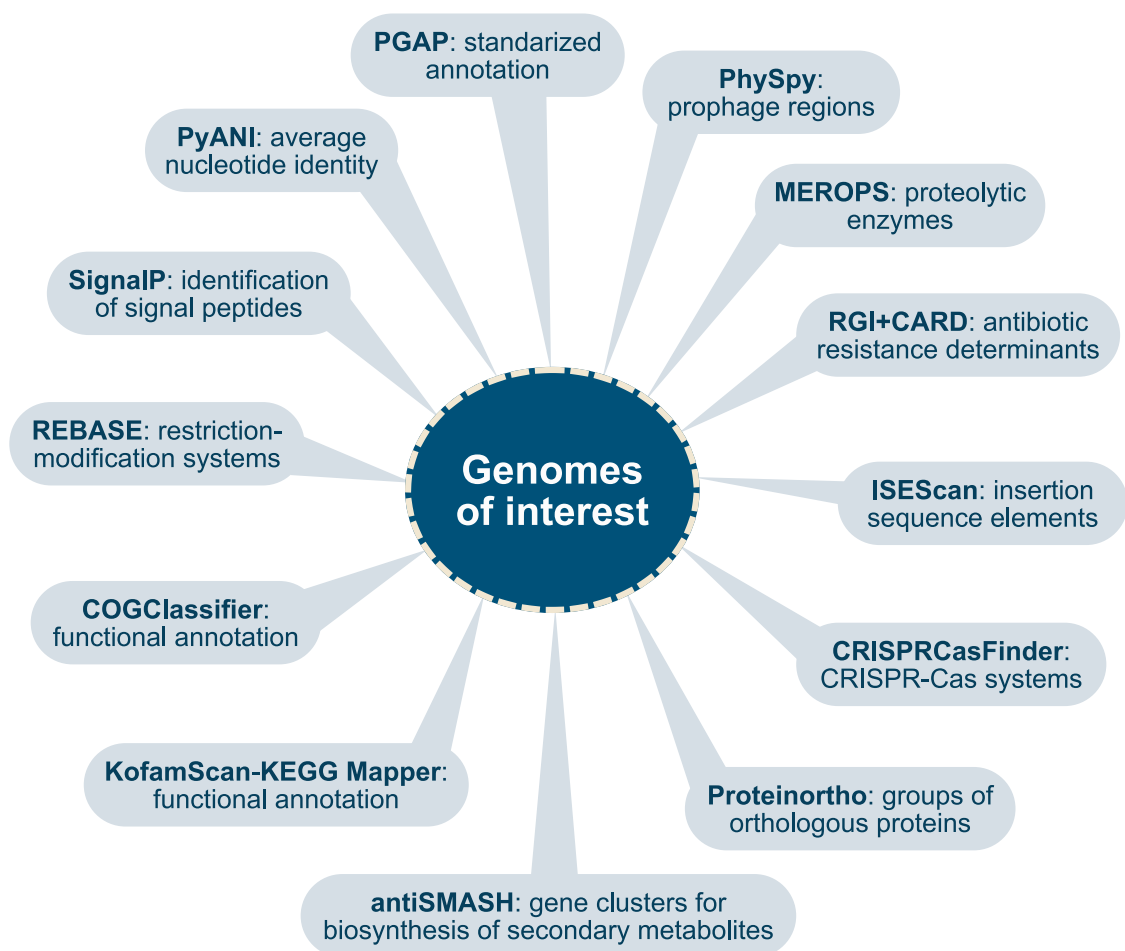 PGAP: standarized
annotation
PhySpy:
prophage regions
PyANI: average
nucleotide identity
MEROPS: proteolytic
enzymes
SignalP: identification
of signal peptides
RGI+CARD: antibiotic
resistance determinants
REBASE: restriction-
modification systems
Genomes
of interest
ISEScan: insertion
sequence elements
COGClassifier:
functional annotation
CRISPRCasFinder:
CRISPR-Cas systems
KofamScan-KEGG Mapper:
functional annotation
Proteinortho: groups of
orthologous proteins
antiSMASH: gene clusters for
biosynthesis of secondary metabolites